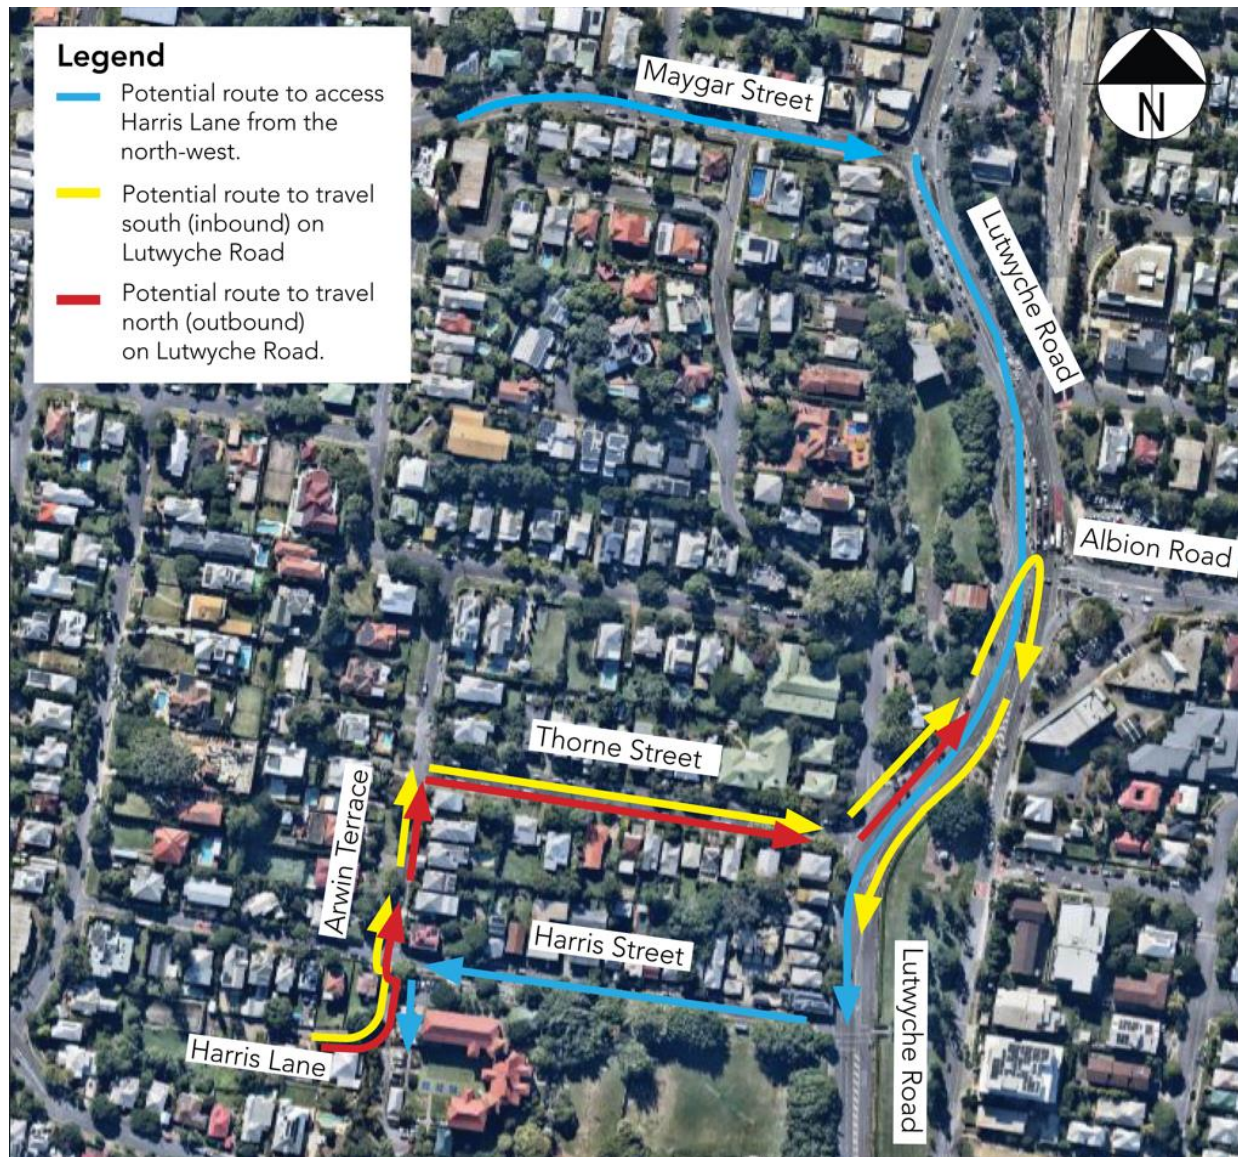 Legend
Potential route to access
Harris Lane from the
north-west.
Potential route to travel
south (inbound) on
Lutwyche Road
Potential route to travel
north (outbound)
on Lutwyche Road.
Maygar Street
N
Lutwyche Road
Albion Road
Thorne Street
Arwin Terrace
Harris Street
Harris Lane
Lutwyche Road